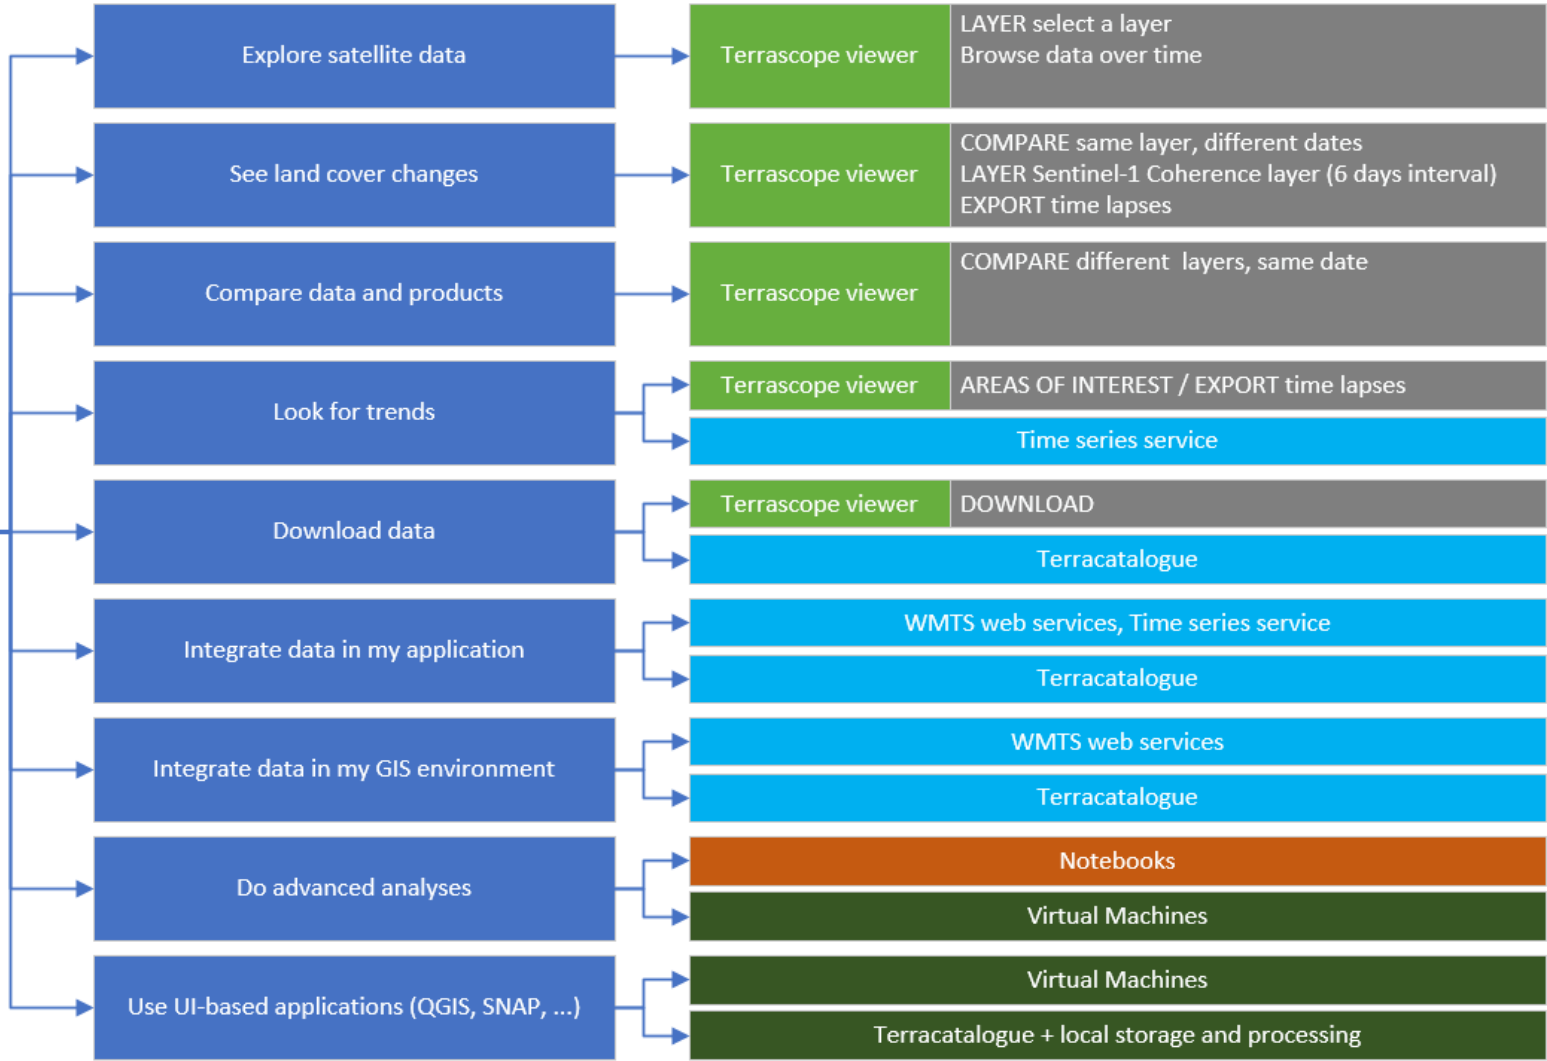 Explore satellite data
Terrascope viewer
LAYER select a layer
Browse data over time
See land cover changes
Terrascope viewer
COMPARE same layer, different dates
LAYER Sentinel-1 Coherence layer (6 days interval)
EXPORT time lapses
Compare data and products
Terrascope viewer
COMPARE different  layers, same date
Look for trends
Terrascope viewer
AREAS OF INTEREST / EXPORT time lapses
Time series service
Download data
Terrascope viewer
DOWNLOAD
Terracatalogue
Integrate data in my application
WMTS web services, Time series service
Terracatalogue
Integrate data in my GIS environment
WMTS web services
Terracatalogue
Do advanced analyses
Notebooks
Virtual Machines
Use UI-based applications (QGIS, SNAP, ...)
Virtual Machines
Terracatalogue + local storage and processing